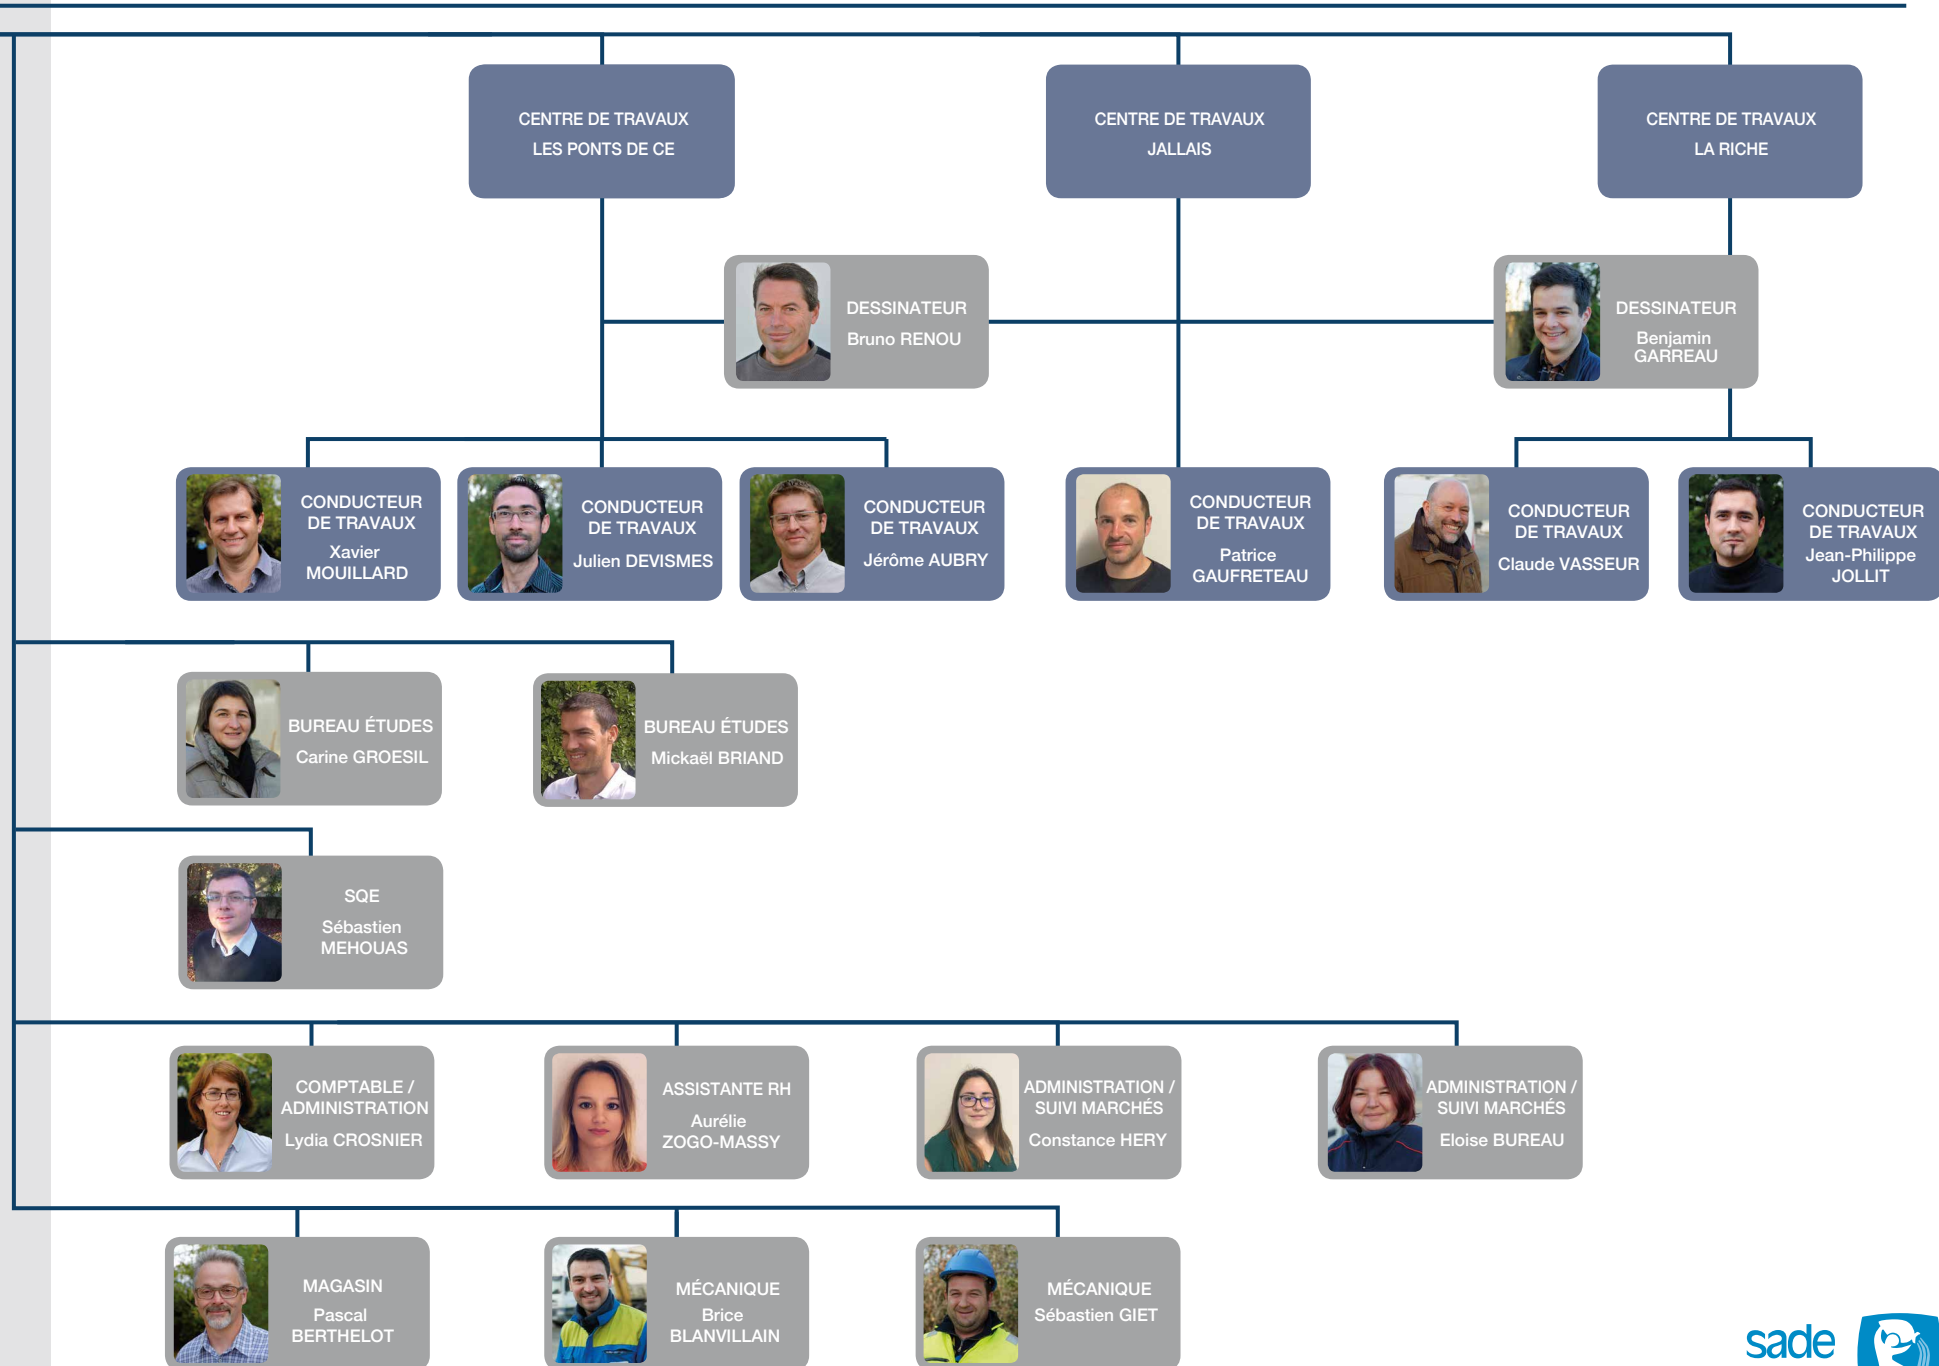 CENTRE DE TRAVAUX
LES PONTS DE CE
CENTRE DE TRAVAUX
JALLAIS
CENTRE DE TRAVAUX
LA RICHE
DESSINATEUR
Bruno RENOU
DESSINATEUR
Benjamin
GARREAU
CONDUCTEUR
DE TRAVAUX
Xavier
MOUILLARD
CONDUCTEUR
DE TRAVAUX
Julien DEVISMES
CONDUCTEUR
DE TRAVAUX
Jérôme AUBRY
CONDUCTEUR
DE TRAVAUX
Patrice
GAUFRETEAU
CONDUCTEUR
DE TRAVAUX
Claude VASSEUR
CONDUCTEUR
DE TRAVAUX
Jean-Philippe
JOLLIT
BUREAU ÉTUDES
Carine GROESIL
BUREAU ÉTUDES
Mickaël BRIAND
SQE
Sébastien
MEHOUAS
COMPTABLE /
ADMINISTRATION
Lydia CROSNIER
ASSISTANTE RH
Aurélie
ZOGO-MASSY
ADMINISTRATION /
SUIVI MARCHÉS
Constance HERY
ADMINISTRATION /
SUIVI MARCHÉS
Eloise BUREAU
MAGASIN
Pascal
BERTHELOT
MÉCANIQUE
Brice
BLANVILLAIN
MÉCANIQUE
Sébastien GIET
sade